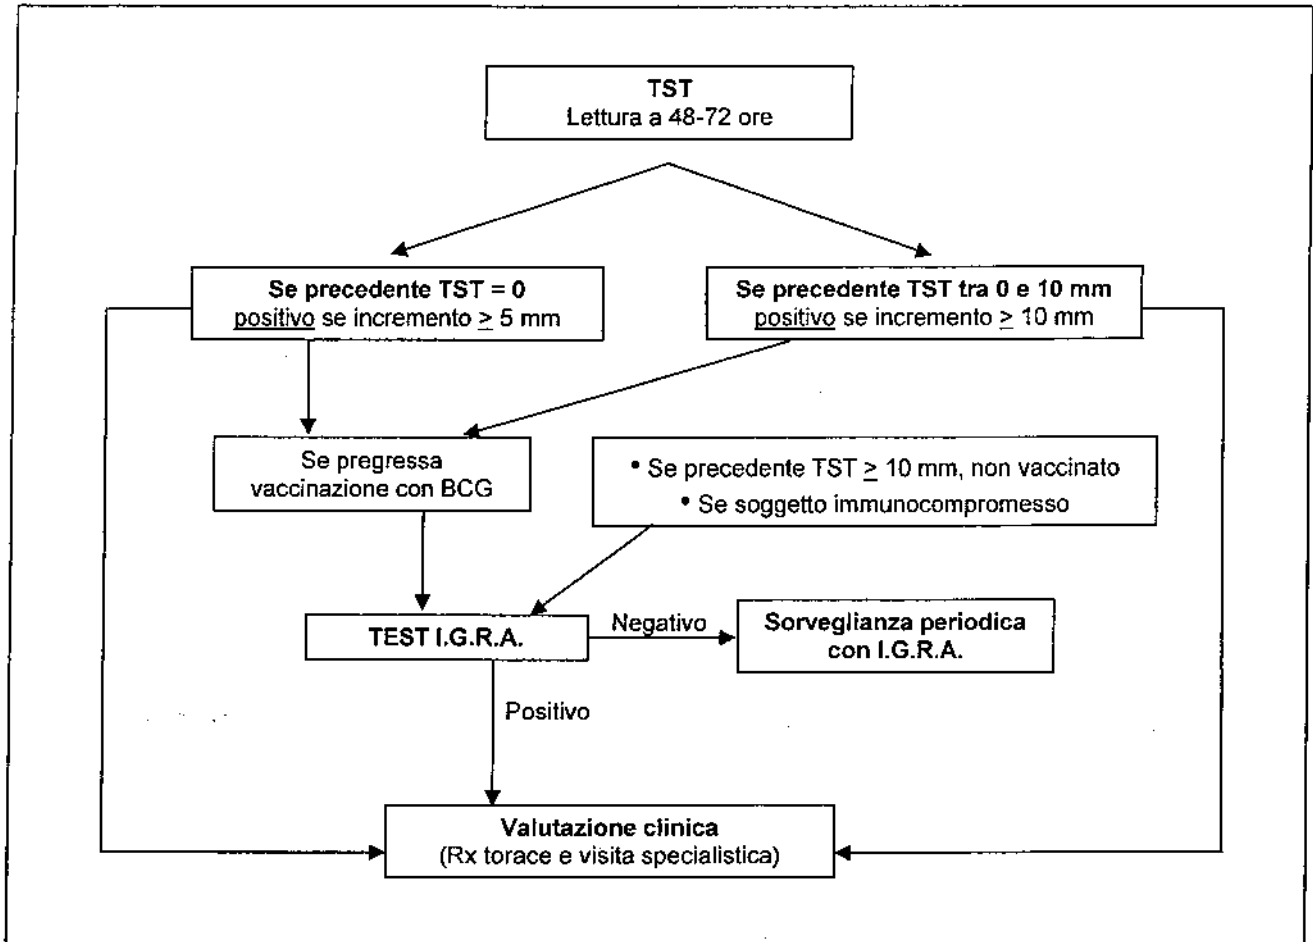 TST
Lettura a 48-72 ore
Se precedente TST = 0
positivo se incremento ≥ 5 mm
Se precedente TST tra 0 e 10 mm
positivo se incremento ≥ 10 mm
Se pregressa
vaccinazione con BCG
• Se precedente TST ≥ 10 mm, non vaccinato
• Se soggetto immunocompromesso
TEST I.G.R.A.
Negativo
Sorveglianza periodica
con I.G.R.A.
Positivo
Valutazione clinica
(Rx torace e visita specialistica)